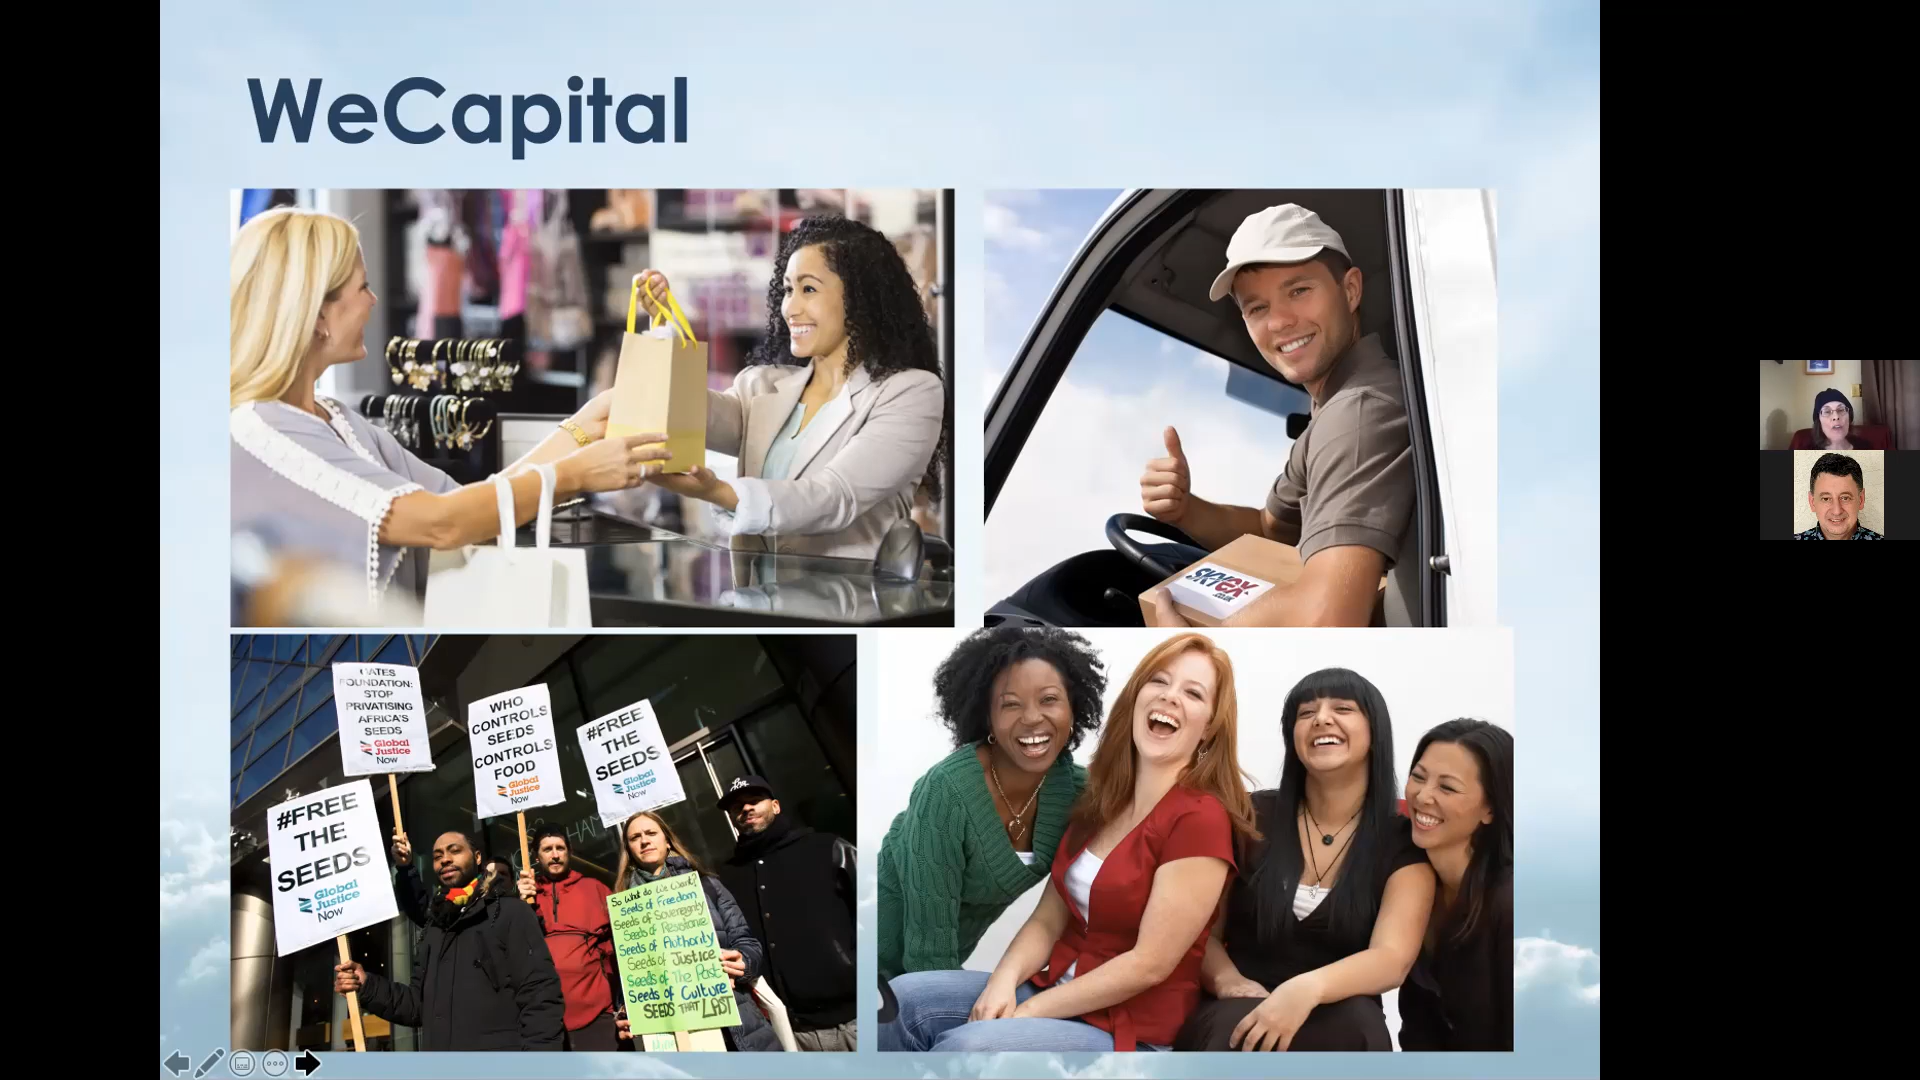 WeCapital
SKYEX
.co.uk
GATES
FOUNDATION:
STOP
PRIVATISING
AFRICA'S
SEEDS
Global
Justice
Now
WHO
CONTROLS
SEEDS
CONTROLS
FOOD
Global
Justice
Now
#FREE
THE
SEEDS
Global
Justice
Now
#FREE
THE
SEEDS
Global
Justice
Now
So What do We Want?
Seeds of Freedom
Seeds of Sovereignty
Seeds of Resistance
Seeds of Authority
Seeds of Justice
Seeds of The Past
Seeds of Culture
SEEDS THAT LAST